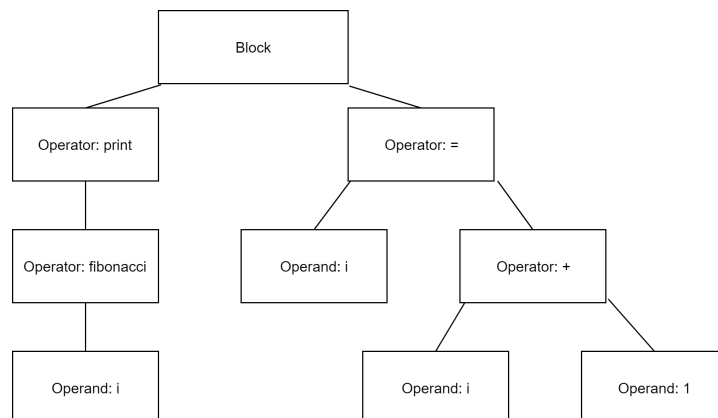 Block
Operator: print
Operator: =
Operator: fibonacci
Operand: i
Operator: +
Operand: i
Operand: i
Operand: 1